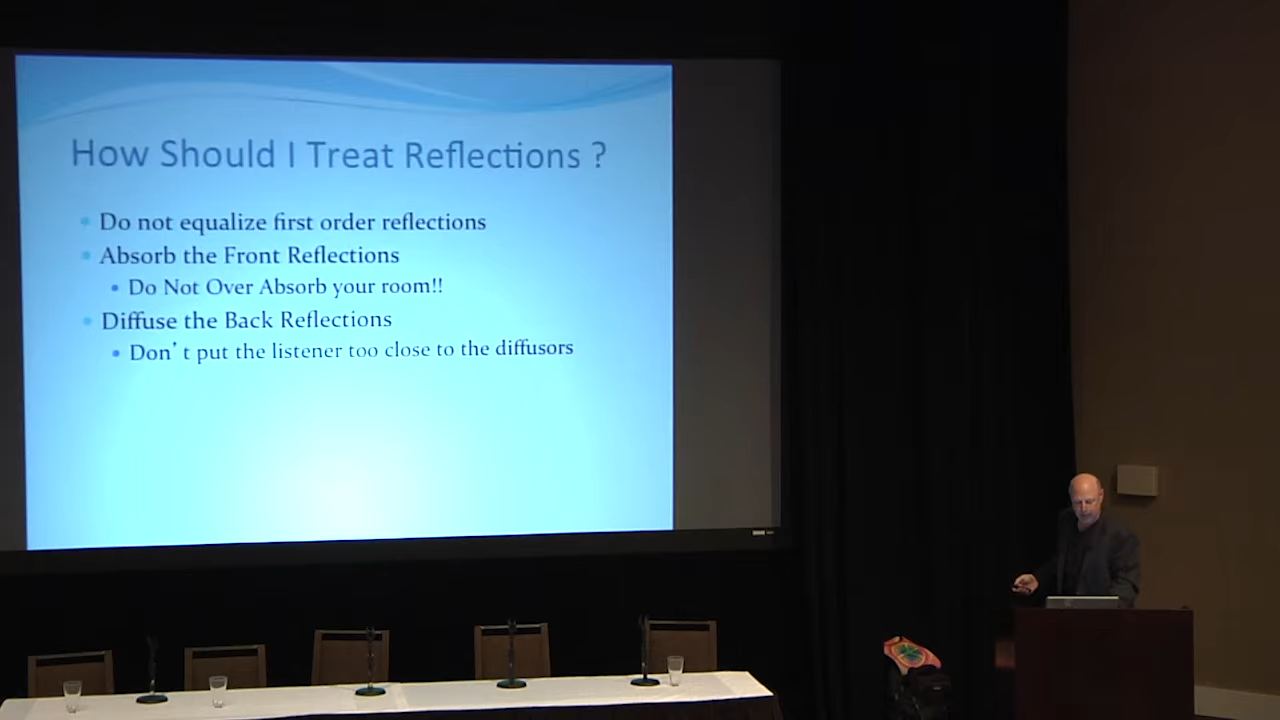 How Should I Treat Reflections ?
Do not equalize first order reflections
Absorb the Front Reflections
Do Not Over Absorb your room!!
Diffuse the Back Reflections
Don't put the listener too close to the diffusors